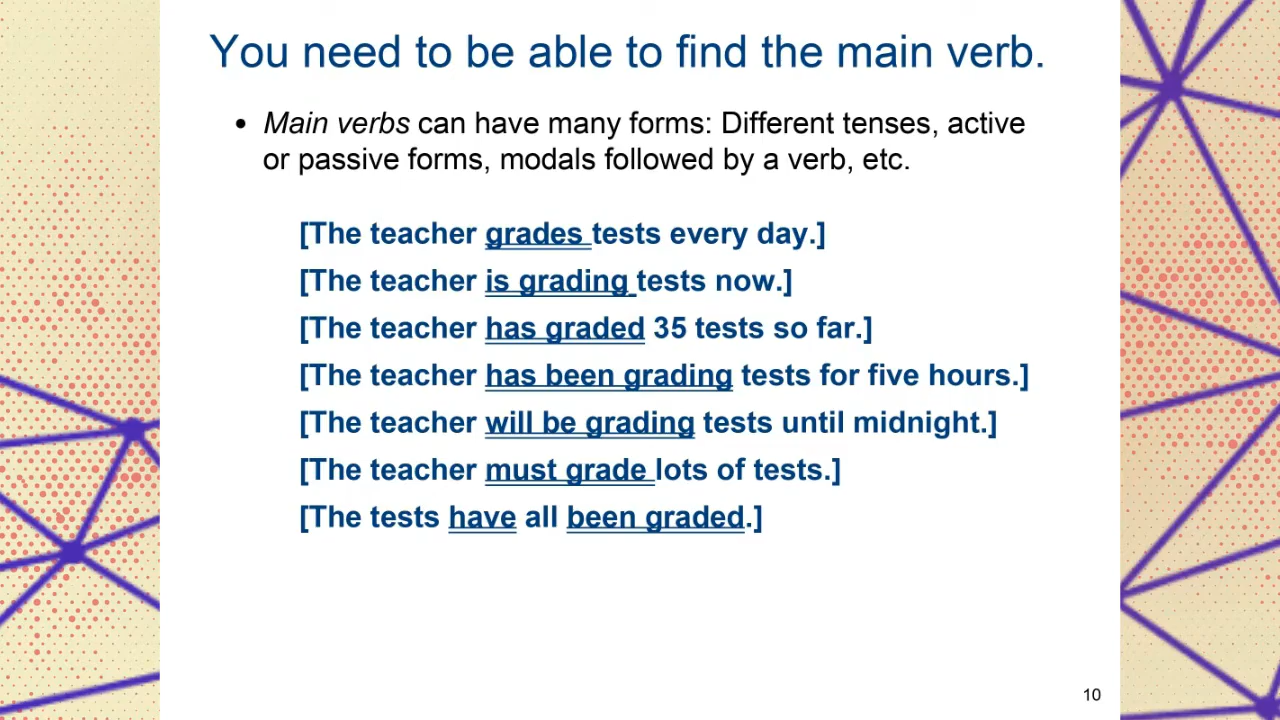 You need to be able to find the main verb.
• Main verbs can have many forms: Different tenses, active
or passive forms, modals followed by a verb, etc.
[The teacher grades tests every day.]
[The teacher is grading tests now.]
[The teacher has graded 35 tests so far.]
[The teacher has been grading tests for five hours.]
[The teacher will be grading tests until midnight.]
[The teacher must grade lots of tests.]
[The tests have all been graded.]
10